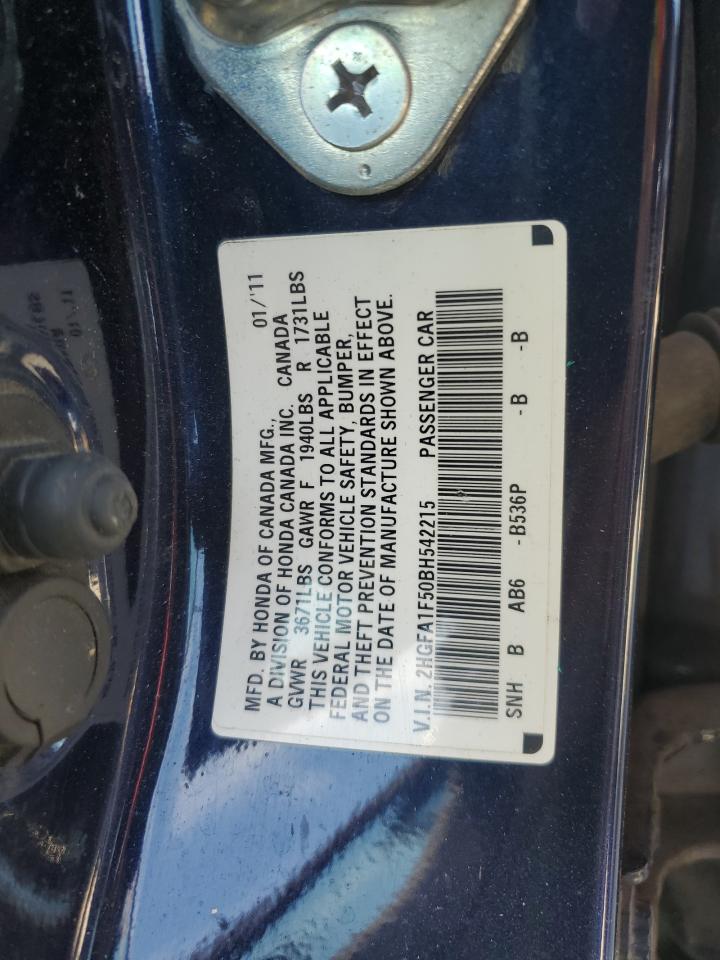 MFD. BY HONDA OF CANADA MFG., 01/'11
A DIVISION OF HONDA CANADA INC. CANADA
GVWR 3671LBS GAWR F 1940LBS R 1731LBS
THIS VEHICLE CONFORMS TO ALL APPLICABLE
FEDERAL MOTOR VEHICLE SAFETY, BUMPER,
AND THEFT PREVENTION STANDARDS IN EFFECT
ON THE DATE OF MANUFACTURE SHOWN ABOVE.
V.I.N. 2HGFA1F50BH542215 PASSENGER CAR
SNH B AB6 -B536P -B -B